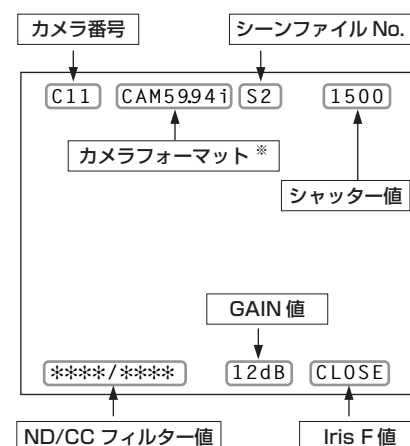 カメラ番号 シーンファイル No.
C11 CAM59.94i S2 1500
カメラフォーマット ※
シャッター値
GAIN 値
****/**** 12dB CLOSE
ND/CC フィルター値 Iris F 値